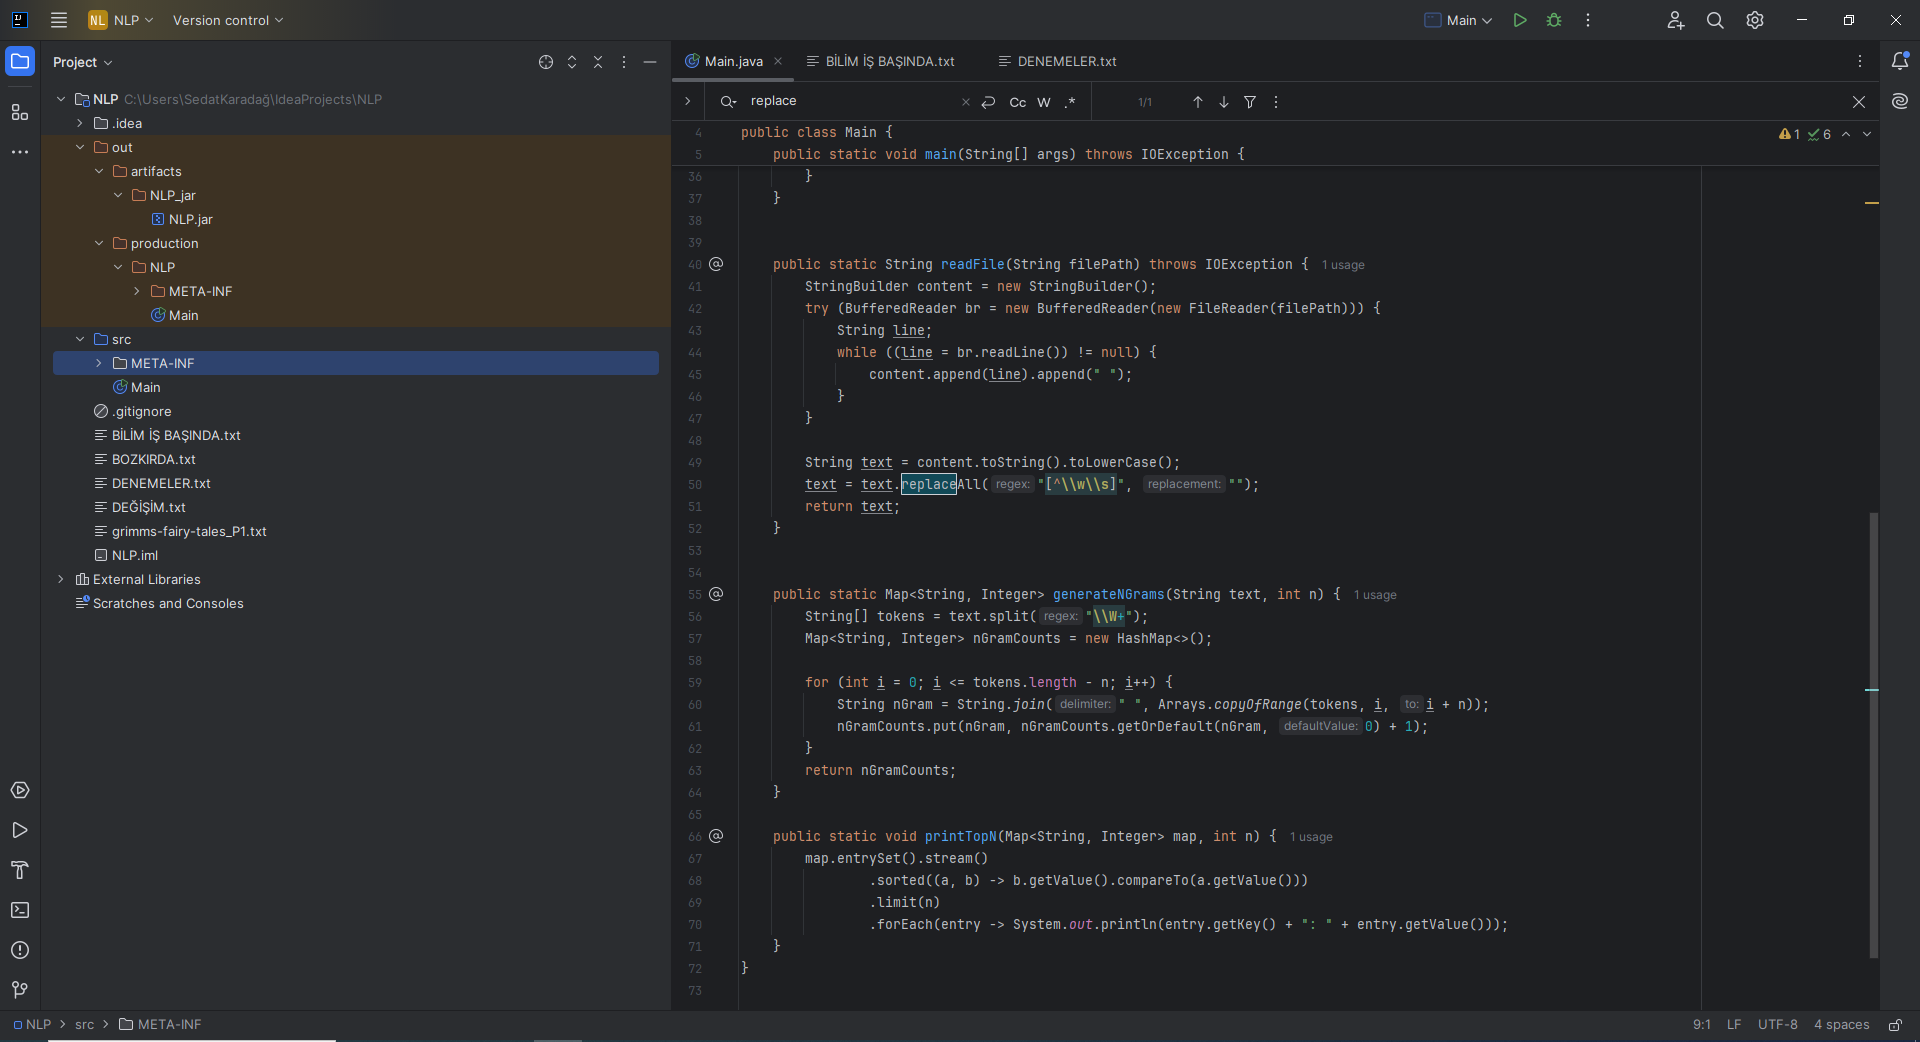 NL NLP Version control Main
Project
Main.java BİLİM İŞ BAŞINDA.txt DENEMELER.txt
replace Cc W .* 1/1
NLP C:\Users\SedatKaradağ\IdeaProjects\NLP
.idea
out
artifacts
NLP_jar
NLP.jar
production
NLP
META-INF
Main
src
META-INF
Main
.gitignore
BİLİM İŞ BAŞINDA.txt
BOZKIRDA.txt
DENEMELER.txt
DEĞİŞİM.txt
grimms-fairy-tales_P1.txt
NLP.iml
External Libraries
Scratches and Consoles
1 6
4 public class Main {
5 public static void main(String[] args) throws IOException {
36 }
37 }
38
39
40 public static String readFile(String filePath) throws IOException { 1 usage
41 StringBuilder content = new StringBuilder();
42 try (BufferedReader br = new BufferedReader(new FileReader(filePath))) {
43 String line;
44 while ((line = br.readLine()) != null) {
45 content.append(line).append(" ");
46 }
47 }
48
49 String text = content.toString().toLowerCase();
50 text = text.replaceAll( regex: "[^\\w\\s]", replacement: "");
51 return text;
52 }
53
54
55 public static Map<String, Integer> generateNGrams(String text, int n) { 1 usage
56 String[] tokens = text.split( regex: "\\W+");
57 Map<String, Integer> nGramCounts = new HashMap<>();
58
59 for (int i = 0; i <= tokens.length - n; i++) {
60 String nGram = String.join( delimiter: " ", Arrays.copyOfRange(tokens, i, to: i + n));
61 nGramCounts.put(nGram, nGramCounts.getOrDefault(nGram, defaultValue: 0) + 1);
62 }
63 return nGramCounts;
64 }
65
66 public static void printTopN(Map<String, Integer> map, int n) { 1 usage
67 map.entrySet().stream()
68 .sorted((a, b) -> b.getValue().compareTo(a.getValue()))
69 .limit(n)
70 .forEach(entry -> System.out.println(entry.getKey() + ": " + entry.getValue()));
71 }
72 }
73
NLP > src > META-INF 9:1 LF UTF-8 4 spaces